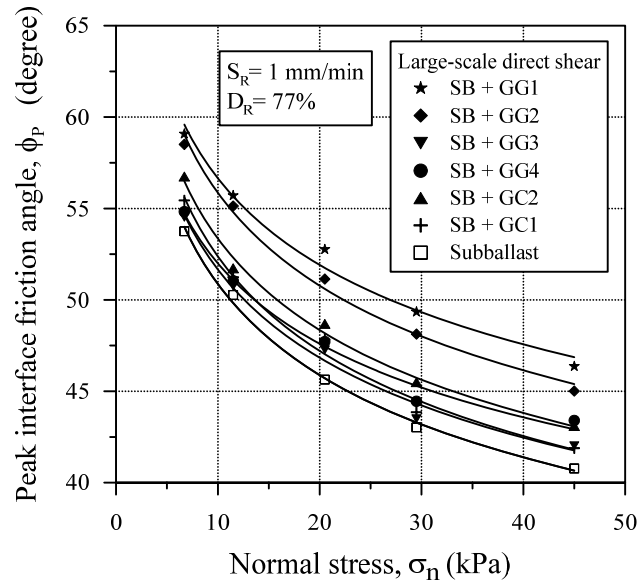 65
60
55
50
45
40
Peak interface friction angle, ϕP (degree)
S_R= 1 mm/min
D_R= 77%
Large-scale direct shear
SB + GG1
SB + GG2
SB + GG3
SB + GG4
SB + GC2
SB + GC1
Subballast
0 10 20 30 40 50
Normal stress, σn (kPa)